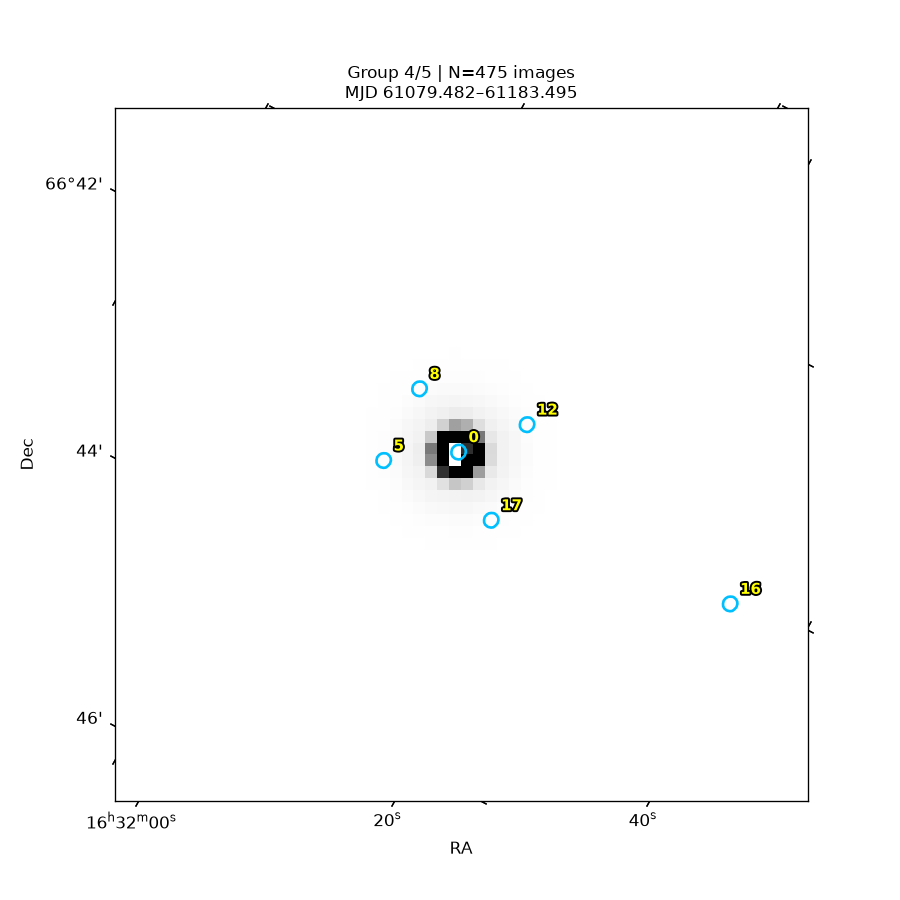 Group 4/5 | N=475 images
MJD 61079.482–61183.495
66°42'
8
12
0
5
44'
17
16
46'
16ʰ32ᵐ00ˢ 20ˢ 40ˢ
Dec
RA